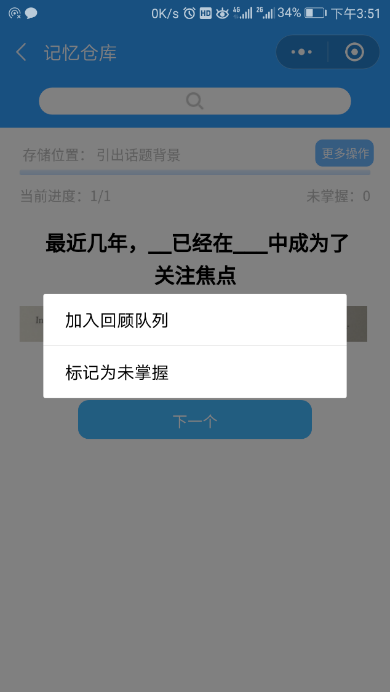 0K/s HD 4G 2G 34% 下午3:51
记忆仓库
存储位置： 引出话题背景
更多操作
当前进度：1/1
未掌握：0
最近几年，__已经在___中成为了
关注焦点
In
加入回顾队列
标记为未掌握
下一个